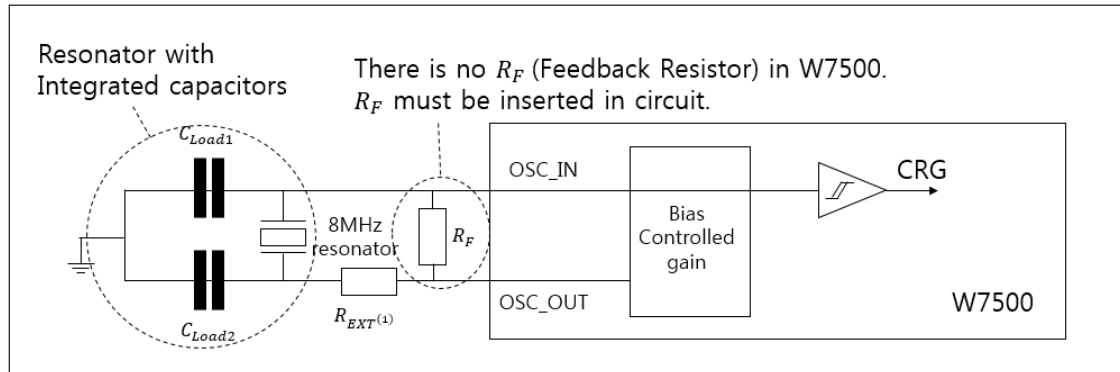 Resonator with
Integrated capacitors
There is no R_F (Feedback Resistor) in W7500.
R_F must be inserted in circuit.
C_Load1
OSC_IN
CRG
8MHz
resonator
R_F
Bias
Controlled
gain
OSC_OUT
W7500
C_Load2
R_EXT(1)